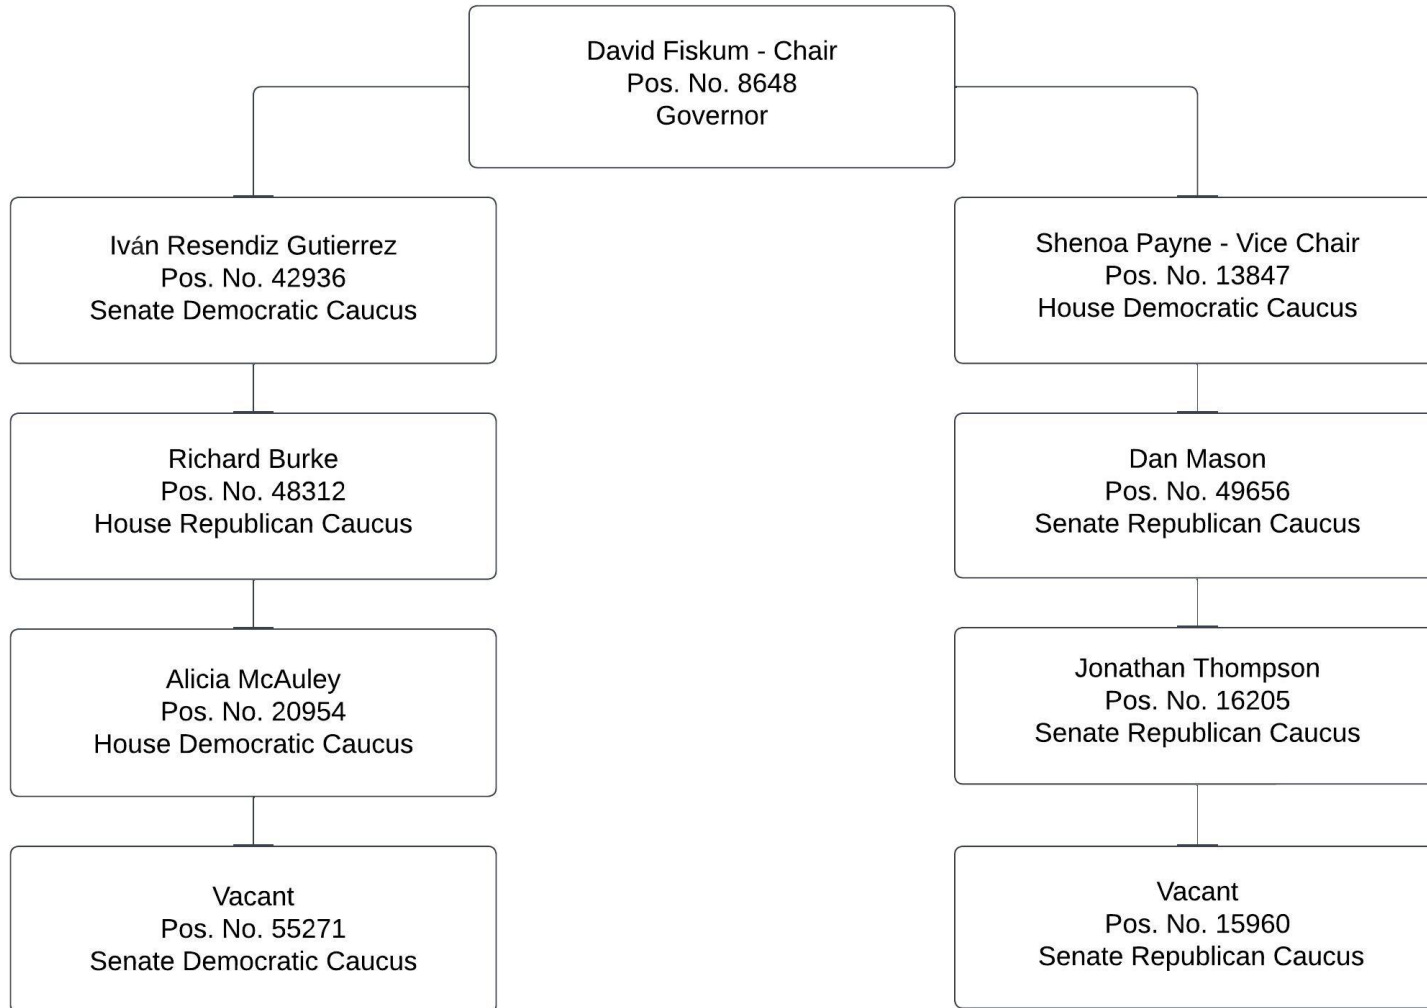 David Fiskum - Chair
Pos. No. 8648
Governor
Iván Resendiz Gutierrez
Pos. No. 42936
Senate Democratic Caucus
Shenoa Payne - Vice Chair
Pos. No. 13847
House Democratic Caucus
Richard Burke
Pos. No. 48312
House Republican Caucus
Dan Mason
Pos. No. 49656
Senate Republican Caucus
Alicia McAuley
Pos. No. 20954
House Democratic Caucus
Jonathan Thompson
Pos. No. 16205
Senate Republican Caucus
Vacant
Pos. No. 55271
Senate Democratic Caucus
Vacant
Pos. No. 15960
Senate Republican Caucus